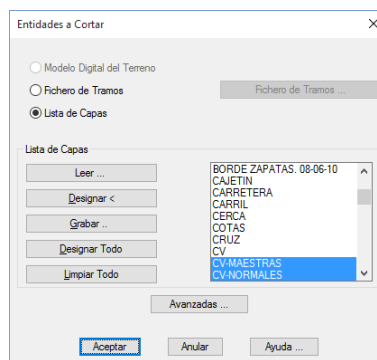 Entidades a Cortar
Modelo Digital del Terreno
Fichero de Tramos
Fichero de Tramos ...
Lista de Capas
Lista de Capas
Leer ...
Designar <
Grabar ..
Designar Todo
Limpiar Todo
BORDE ZAPATAS. 08-06-10
CAJETIN
CARRETERA
CARRIL
CERCA
COTAS
CRUZ
CV
CV-MAESTRAS
CV-NORMALES
Avanzadas ...
Aceptar
Anular
Ayuda ...